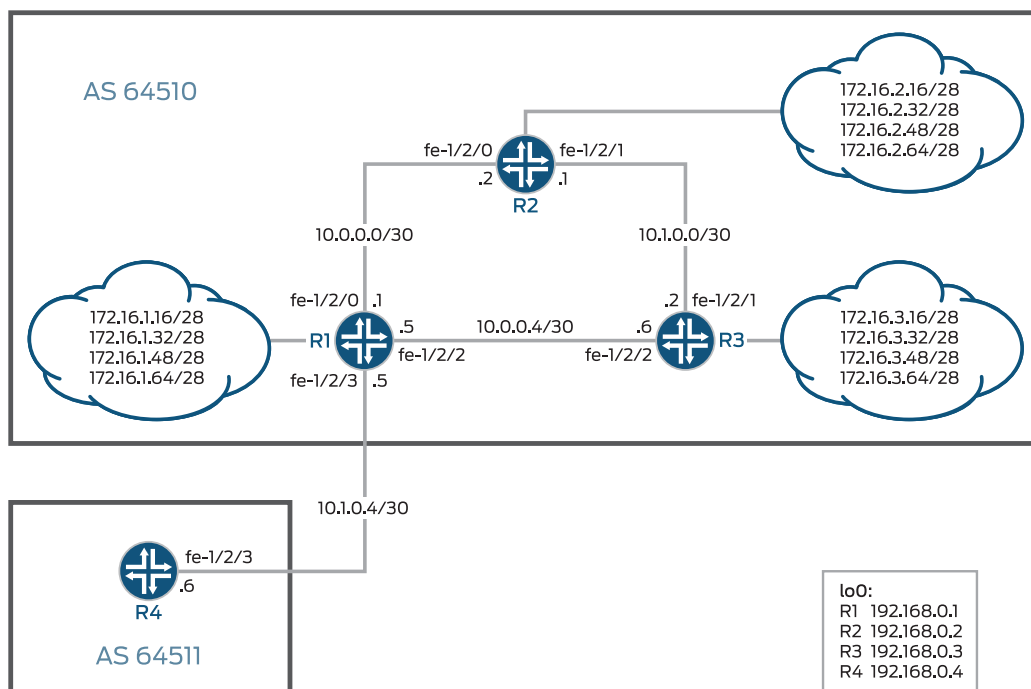 AS 64510
172.16.2.16/28
172.16.2.32/28
172.16.2.48/28
172.16.2.64/28
fe-1/2/0
fe-1/2/1
.2
.1
R2
10.0.0.0/30
10.1.0.0/30
172.16.1.16/28
172.16.1.32/28
172.16.1.48/28
172.16.1.64/28
fe-1/2/0
.1
R1
.5
fe-1/2/2
fe-1/2/3
.5
10.0.0.4/30
.2
fe-1/2/1
.6
fe-1/2/2
R3
172.16.3.16/28
172.16.3.32/28
172.16.3.48/28
172.16.3.64/28
10.1.0.4/30
fe-1/2/3
.6
R4
AS 64511
lo0:
R1 192.168.0.1
R2 192.168.0.2
R3 192.168.0.3
R4 192.168.0.4